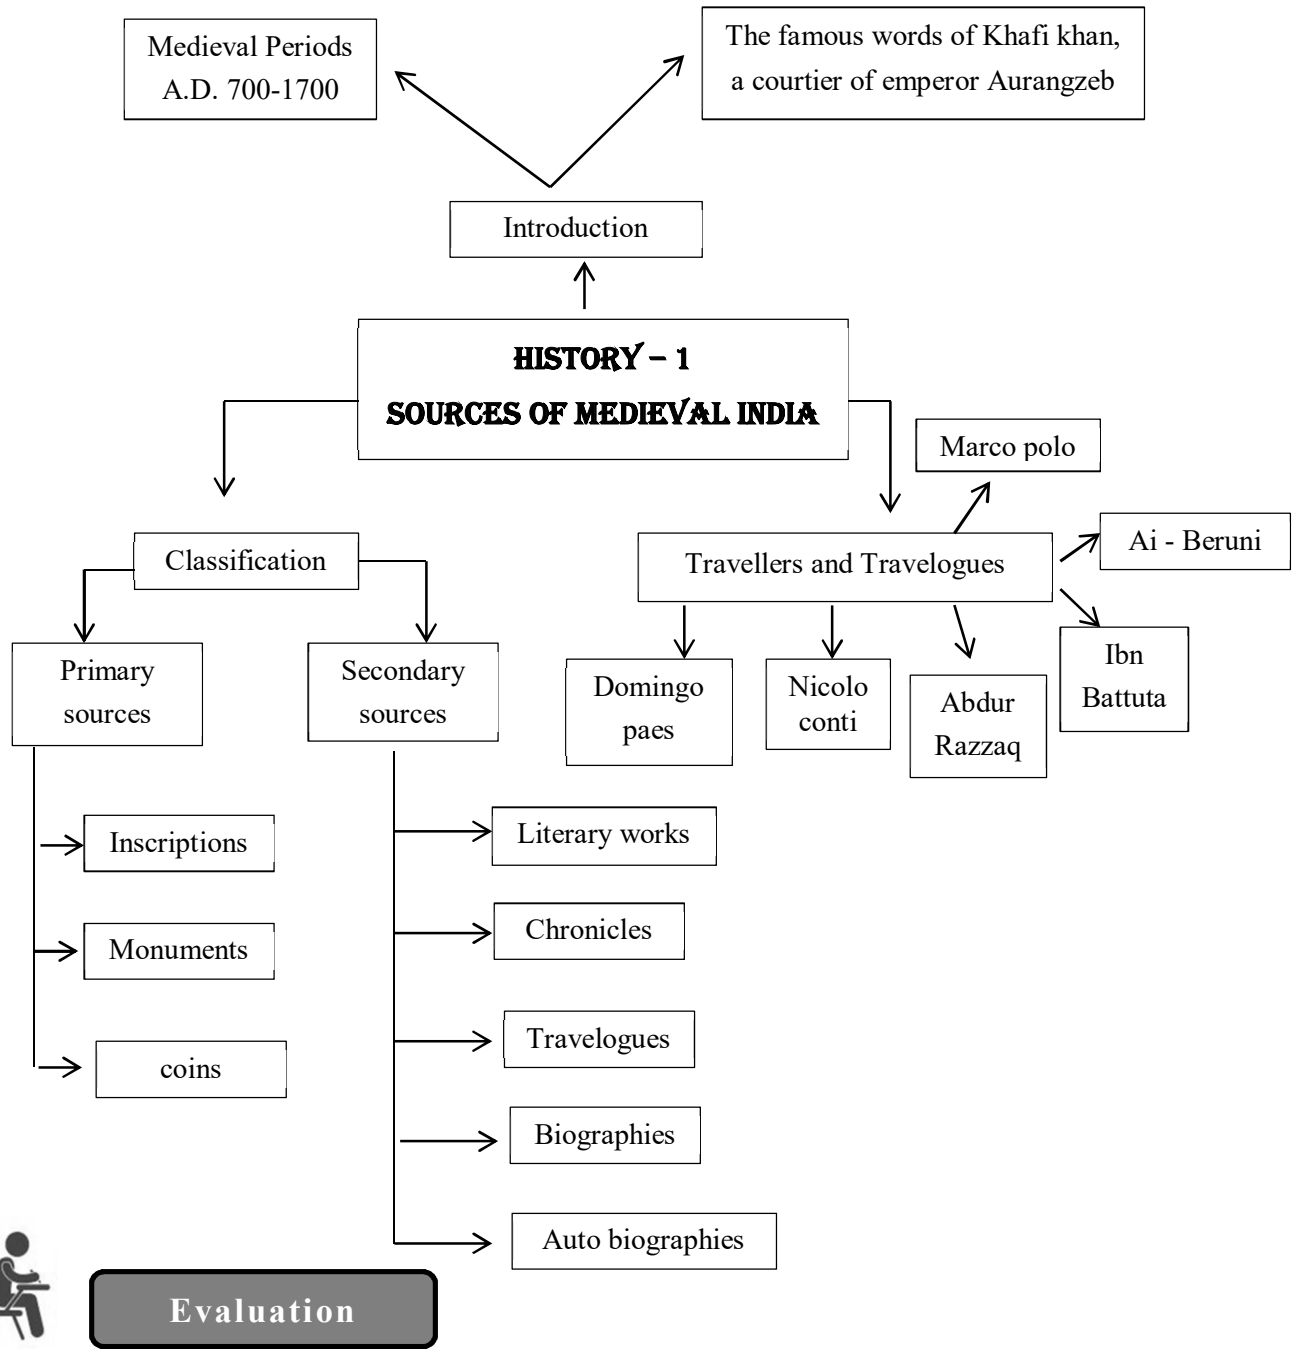 Medieval Periods
A.D. 700-1700
The famous words of Khafi khan,
a courtier of emperor Aurangzeb
Introduction
HISTORY – 1
SOURCES OF MEDIEVAL INDIA
Marco polo
Ai - Beruni
Classification
Travellers and Travelogues
Primary
sources
Secondary
sources
Domingo
paes
Nicolo
conti
Abdur
Razzaq
Ibn
Battuta
Inscriptions
Monuments
coins
Literary works
Chronicles
Travelogues
Biographies
Auto biographies
Evaluation